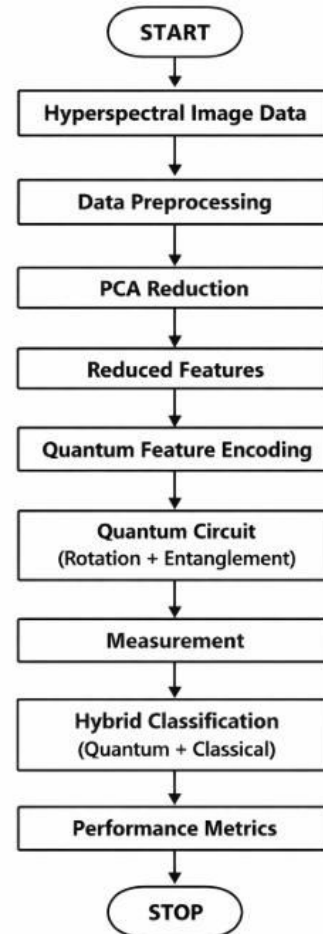 START
Hyperspectral Image Data
Data Preprocessing
PCA Reduction
Reduced Features
Quantum Feature Encoding
Quantum Circuit
(Rotation + Entanglement)
Measurement
Hybrid Classification
(Quantum + Classical)
Performance Metrics
STOP